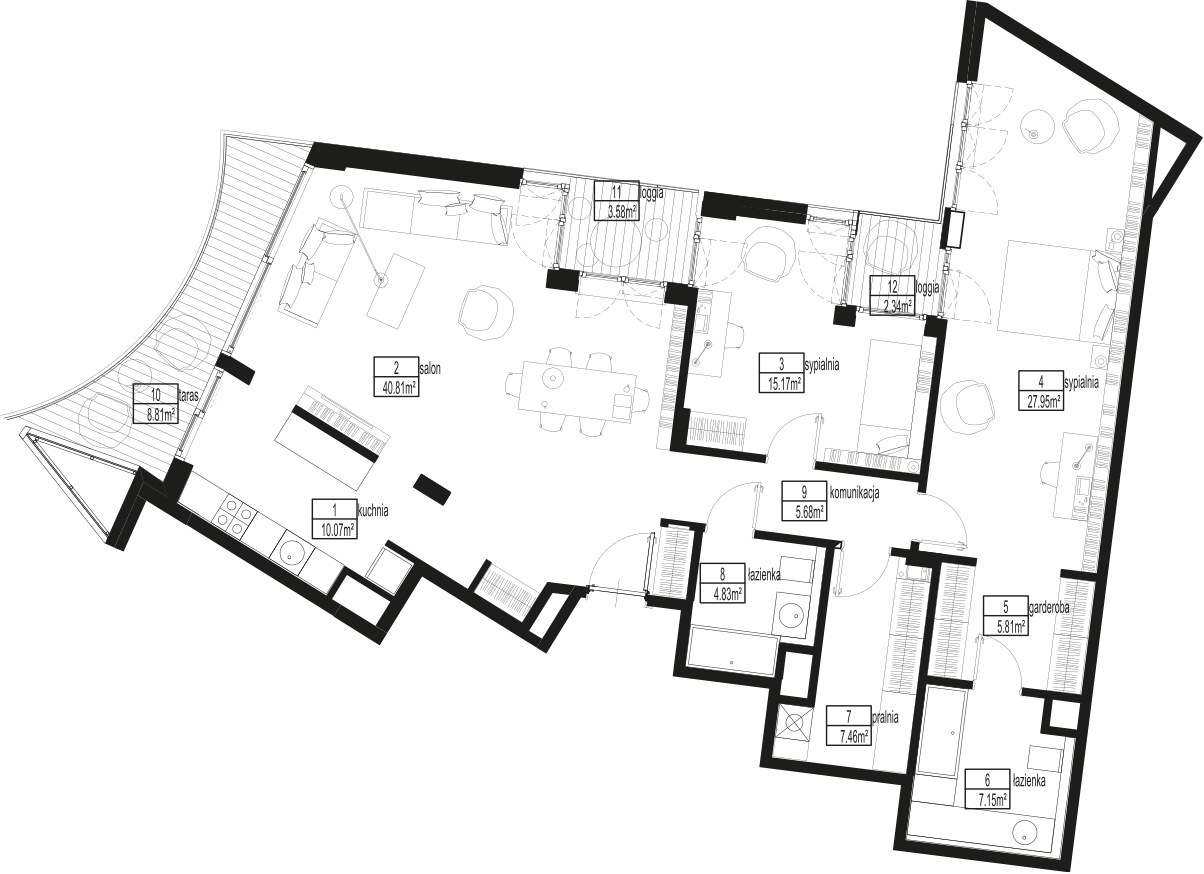 11 loggia
3.58m²
12 loggia
2.34m²
2 salon
40.81m²
3 sypialnia
15.17m²
4 sypialnia
27.95m²
10 taras
8.81m²
1 kuchnia
10.07m²
9 komunikacja
5.68m²
8 łazienka
4.83m²
5 garderoba
5.81m²
7 pralnia
7.46m²
6 łazienka
7.15m²